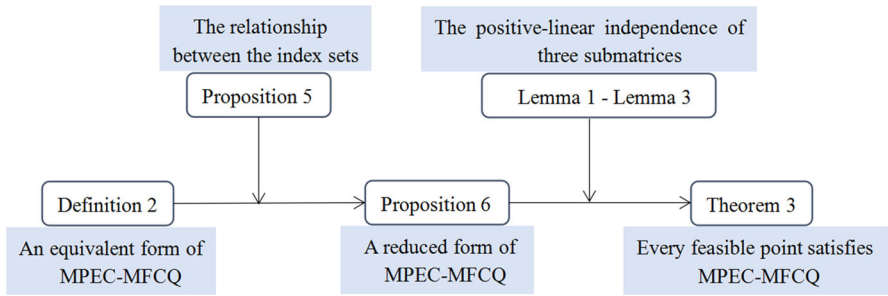 The relationship
between the index sets
The positive-linear independence of
three submatrices
Proposition 5
Lemma 1 - Lemma 3
Definition 2
Proposition 6
Theorem 3
An equivalent form of
MPEC-MFCQ
A reduced form of
MPEC-MFCQ
Every feasible point satisfies
MPEC-MFCQ